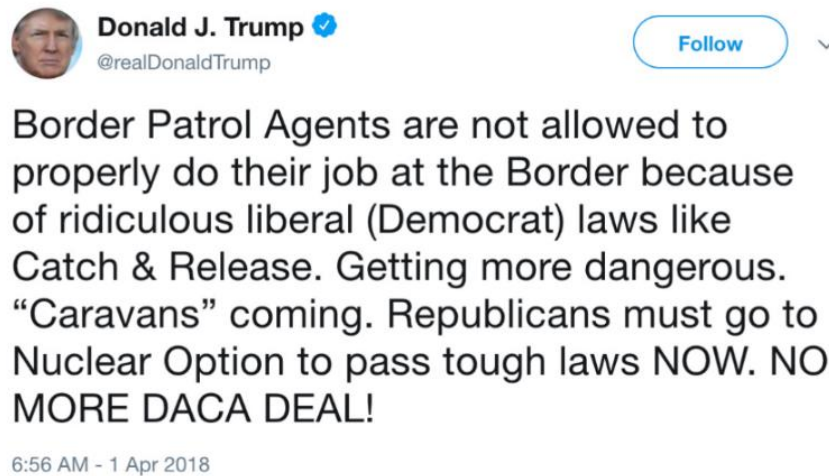 Donald J. Trump
@realDonaldTrump
Follow
Border Patrol Agents are not allowed to
properly do their job at the Border because
of ridiculous liberal (Democrat) laws like
Catch & Release. Getting more dangerous.
“Caravans” coming. Republicans must go to
Nuclear Option to pass tough laws NOW. NO
MORE DACA DEAL!
6:56 AM - 1 Apr 2018